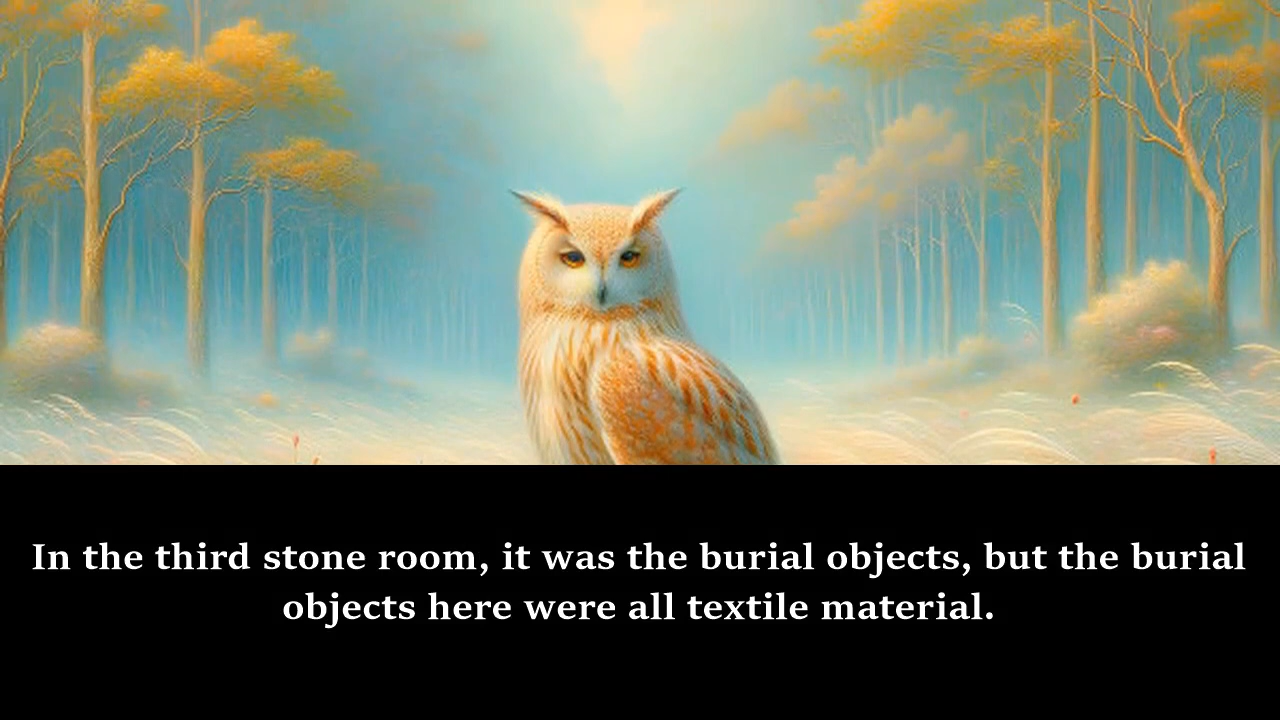 In the third stone room, it was the burial objects, but the burial
objects here were all textile material.